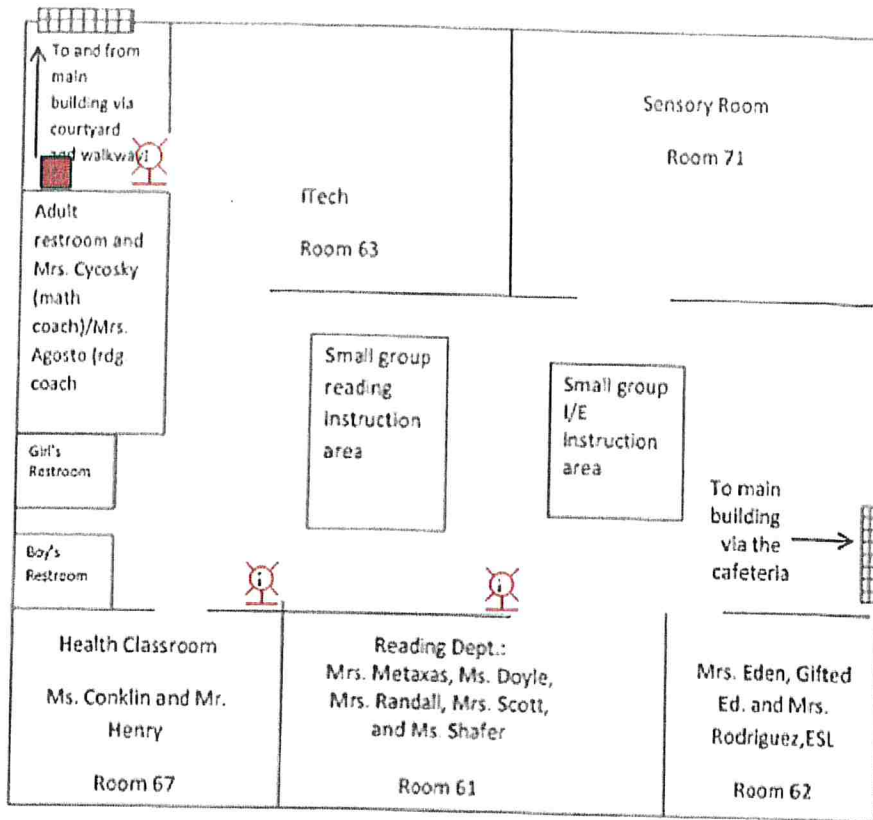 To and from
main
building via
courtyard
and walkway!
Sensory Room
Room 71
iTech
Room 63
Adult
restroom and
Mrs. Cycosky
(math
coach)/Mrs.
Agosto (rdg
coach
Small group
reading
instruction
area
Small group
I/E
instruction
area
Girl's
Restroom
To main
building
via the
cafeteria
Boy's
Restroom
i
i
Health Classroom
Ms. Conklin and Mr.
Henry
Room 67
Reading Dept.:
Mrs. Metaxas, Ms. Doyle,
Mrs. Randall, Mrs. Scott,
and Ms. Shafer
Room 61
Mrs. Eden, Gifted
Ed. and Mrs.
Rodriguez,ESL
Room 62